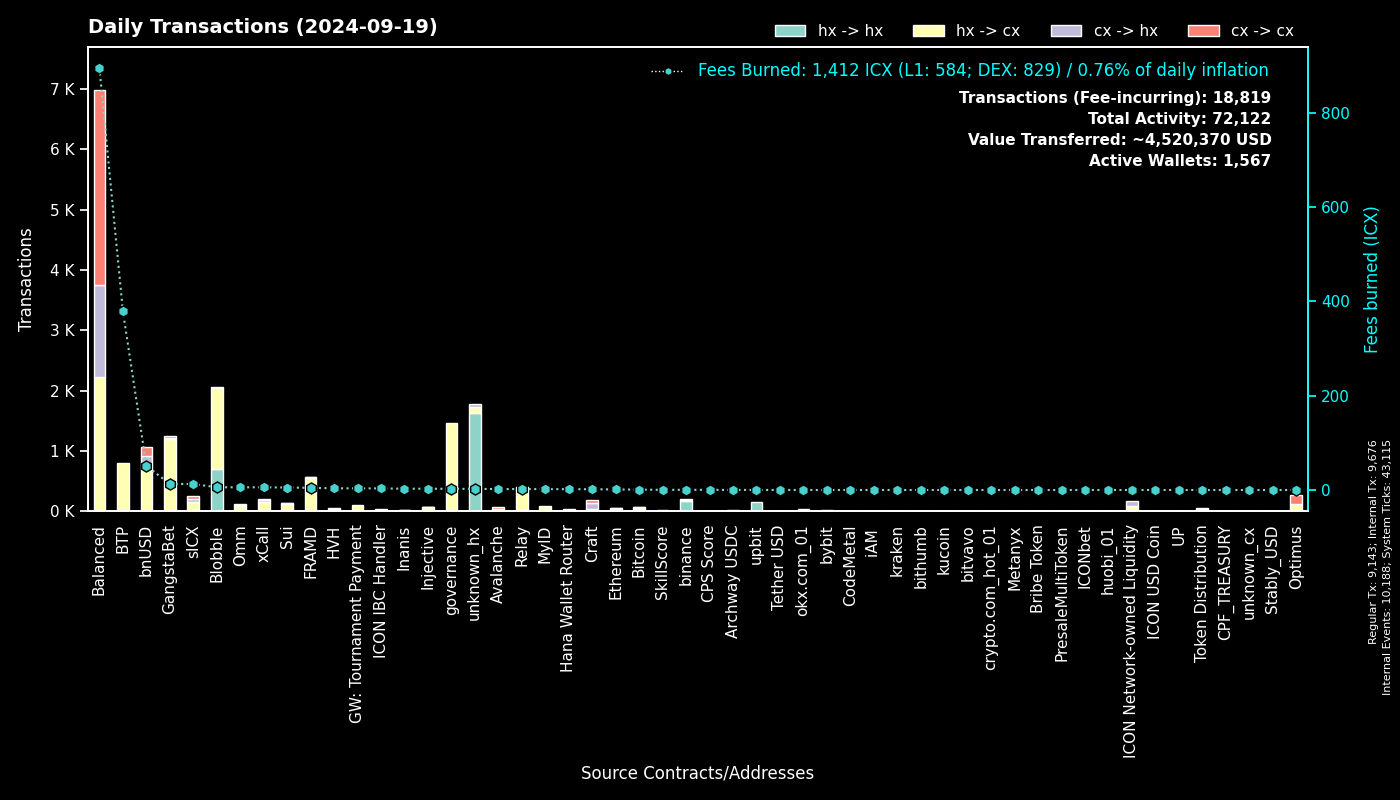 Daily Transactions (2024-09-19)
hx -> hx
hx -> cx
cx -> hx
cx -> cx
Fees Burned: 1,412 ICX (L1: 584; DEX: 829) / 0.76% of daily inflation
Transactions (Fee-incurring): 18,819
Total Activity: 72,122
Value Transferred: ~4,520,370 USD
Active Wallets: 1,567
Transactions
7 K
6 K
5 K
4 K
3 K
2 K
1 K
0 K
800
600
400
200
0
Fees burned (ICX)
Balanced
BTP
bnUSD
GangstaBet
sICX
Blobble
Omm
xCall
Sui
FRAMD
HVH
GW: Tournament Payment
ICON IBC Handler
Inanis
Injective
governance
unknown_hx
Avalanche
Relay
MyID
Hana Wallet Router
Craft
Ethereum
Bitcoin
SkillScore
binance
CPS Score
Archway USDC
upbit
Tether USD
okx.com_01
bybit
CodeMetal
iAM
kraken
bithumb
kucoin
bitvavo
crypto.com_hot_01
Metanyx
Bribe Token
PresaleMultiToken
ICONbet
huobi_01
ICON Network-owned Liquidity
ICON USD Coin
UP
Token Distribution
CPF_TREASURY
unknown_cx
Stably_USD
Optimus
Source Contracts/Addresses
Regular Tx: 9,143; Internal Tx: 9,676
Internal Events: 10,188; System Ticks: 43,115